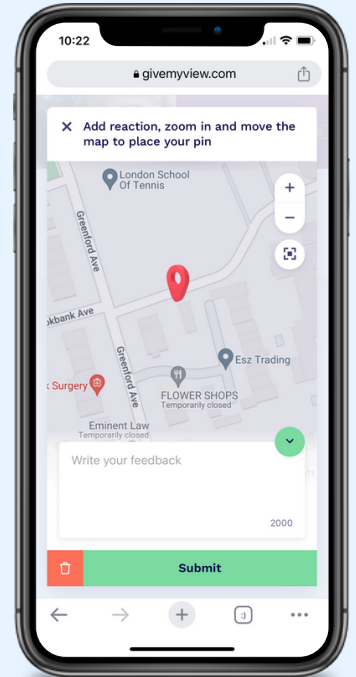 10:22
givemyview.com
Add reaction, zoom in and move the
map to place your pin
London School
Of Tennis
+
−
Greenford Ave
okbank Ave
Greenford Ave
Esz Trading
k Surgery
FLOWER SHOPS
Temporarily closed
Eminent Law
Temporarily closed
Write your feedback
2000
Submit
:)